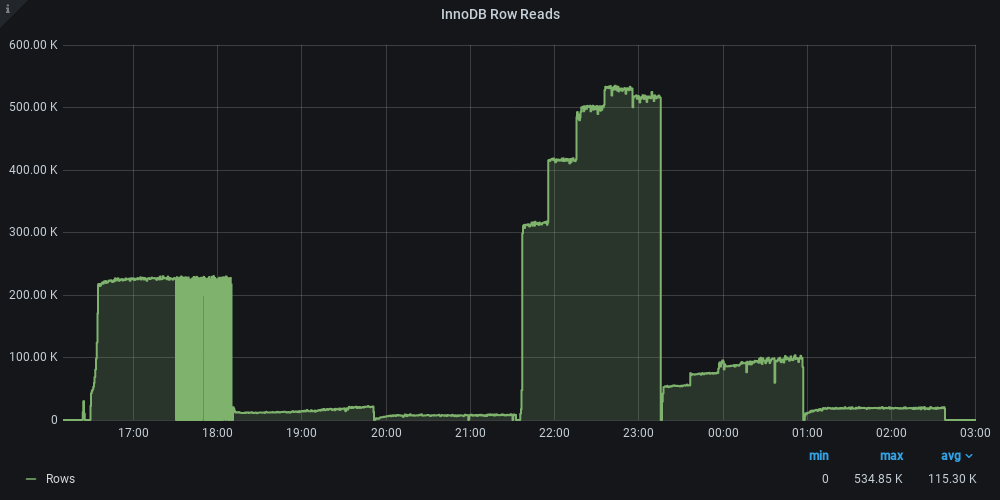 i
InnoDB Row Reads
600.00 K
500.00 K
400.00 K
300.00 K
200.00 K
100.00 K
0
17:00 18:00 19:00 20:00 21:00 22:00 23:00 00:00 01:00 02:00 03:00
min max avg
Rows 0 534.85 K 115.30 K